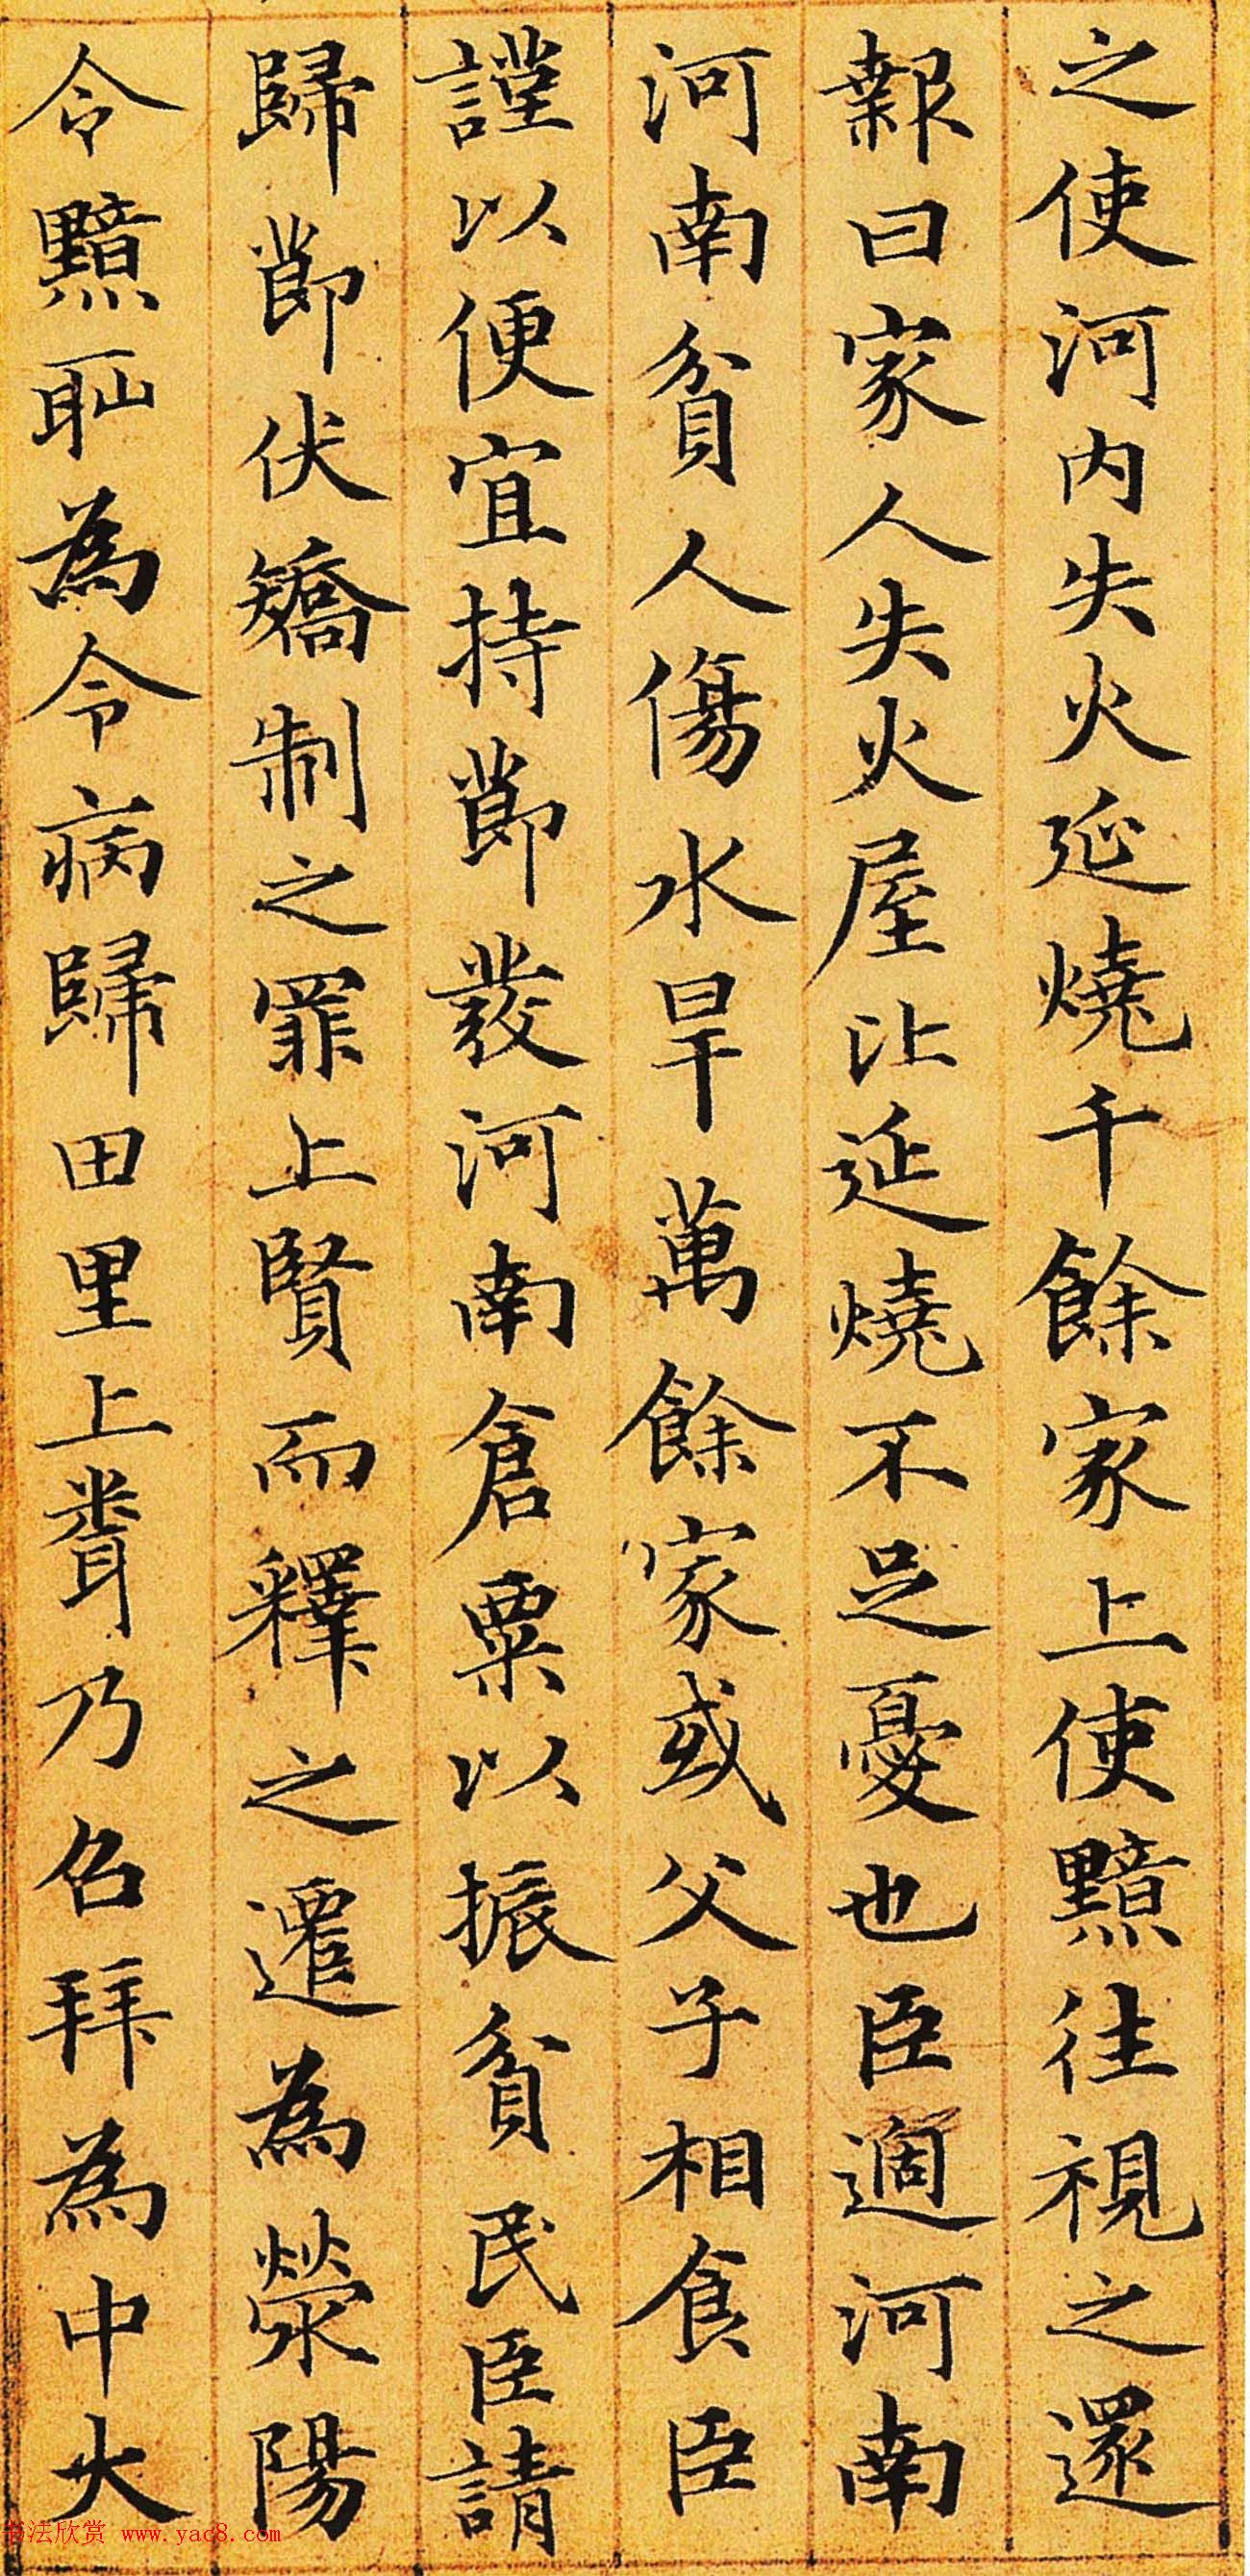 之使河內失火延燒千餘家上使黯往視之還
報曰家人失火屋比延燒不足憂也臣適河南
河南貧人傷水旱萬餘家或父子相食臣
謹以便宜持節發河南倉粟以振貧民臣請
歸節伏矯制之罪上賢而釋之遷為滎陽
令黯恥為令病歸田里上聞乃召拜為中大
书法欣赏 www.yac8.com